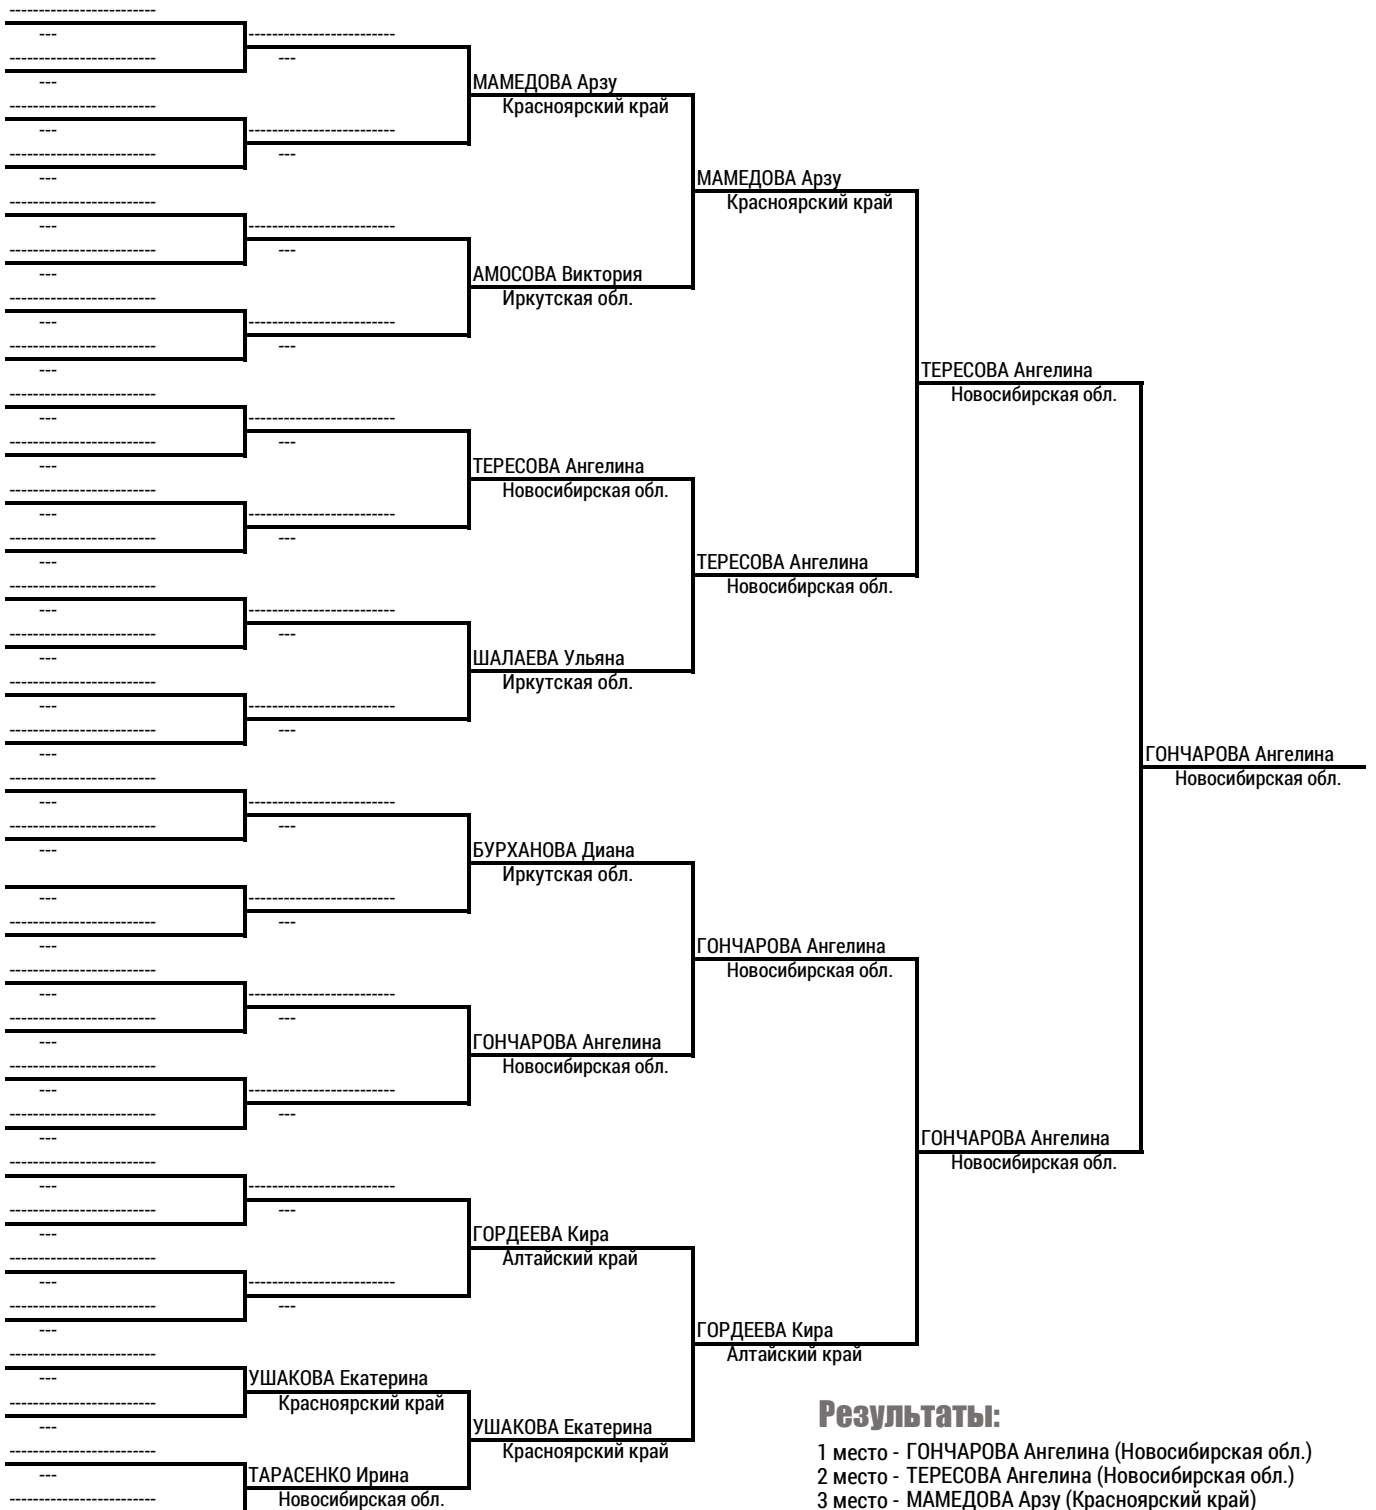 МАМЕДОВА Арзу
Красноярский край
МАМЕДОВА Арзу
Красноярский край
АМОСОВА Виктория
Иркутская обл.
ТЕРЕСОВА Ангелина
Новосибирская обл.
ТЕРЕСОВА Ангелина
Новосибирская обл.
ТЕРЕСОВА Ангелина
Новосибирская обл.
ШАЛАЕВА Ульяна
Иркутская обл.
ГОНЧАРОВА Ангелина
Новосибирская обл.
БУРХАНОВА Диана
Иркутская обл.
ГОНЧАРОВА Ангелина
Новосибирская обл.
ГОНЧАРОВА Ангелина
Новосибирская обл.
ГОНЧАРОВА Ангелина
Новосибирская обл.
ГОРДЕЕВА Кира
Алтайский край
ГОРДЕЕВА Кира
Алтайский край
УШАКОВА Екатерина
Красноярский край
УШАКОВА Екатерина
Красноярский край
ТАРАСЕНКО Ирина
Новосибирская обл.
Результаты:
1 место - ГОНЧАРОВА Ангелина (Новосибирская обл.)
2 место - ТЕРЕСОВА Ангелина (Новосибирская обл.)
3 место - МАМЕДОВА Арзу (Красноярский край)